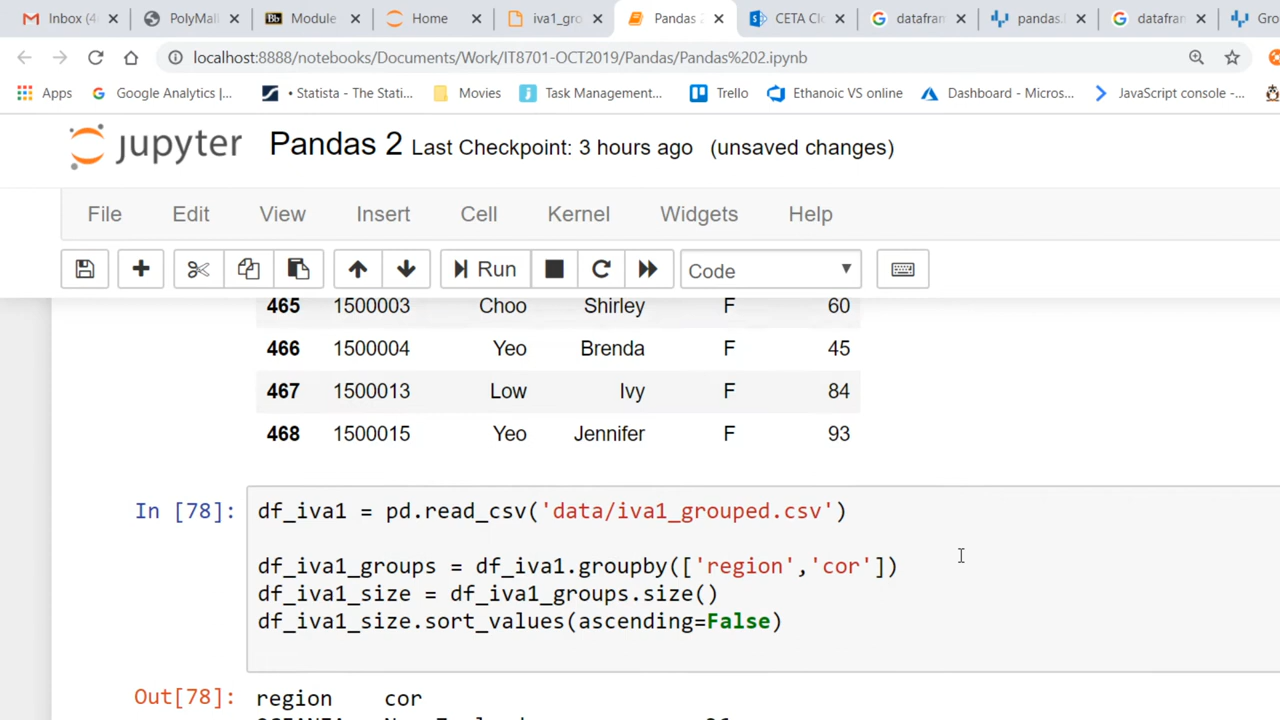 Inbox (4
PolyMall
Bb Module
Home
iva1_gro
Pandas 2
CETA Clo
datafram
pandas.
datafram
Gro
localhost:8888/notebooks/Documents/Work/IT8701-OCT2019/Pandas/Pandas%202.ipynb
Apps
Google Analytics |...
• Statista - The Stati...
Movies
Task Management...
Trello
Ethanoic VS online
Dashboard - Micros...
JavaScript console -...
jupyter Pandas 2 Last Checkpoint: 3 hours ago (unsaved changes)
File Edit View Insert Cell Kernel Widgets Help
Run Code
465 1500003 Choo Shirley F 60
466 1500004 Yeo Brenda F 45
467 1500013 Low Ivy F 84
468 1500015 Yeo Jennifer F 93
In [78]: df_iva1 = pd.read_csv('data/iva1_grouped.csv')
df_iva1_groups = df_iva1.groupby(['region','cor'])
df_iva1_size = df_iva1_groups.size()
df_iva1_size.sort_values(ascending=False)
Out[78]: region cor